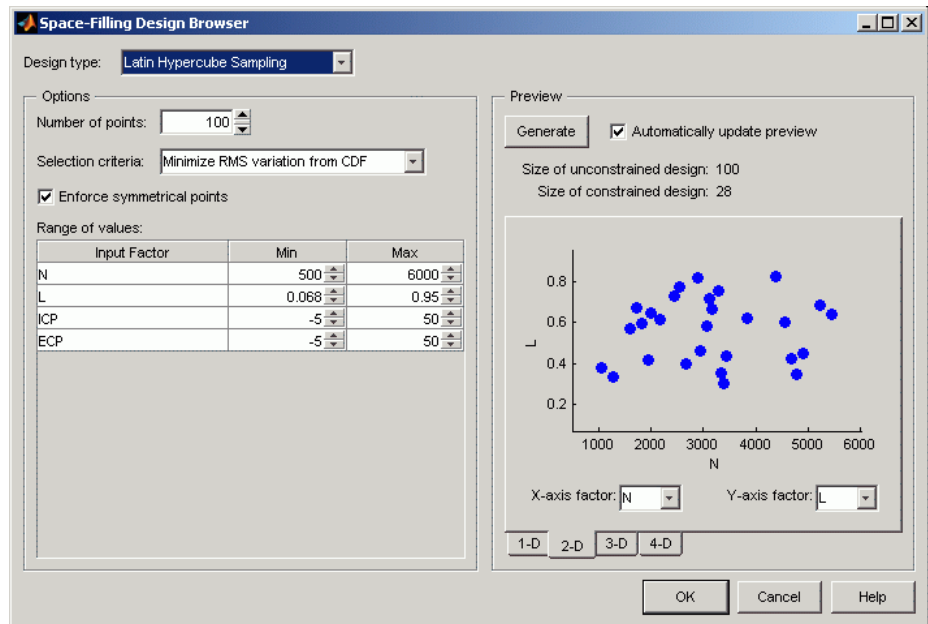 Space-Filling Design Browser
Design type: Latin Hypercube Sampling
Options
Number of points: 100
Selection criteria: Minimize RMS variation from CDF
Enforce symmetrical points
Range of values:
Input Factor Min Max
N 500 6000
L 0.068 0.95
ICP -5 50
ECP -5 50
Preview
Generate Automatically update preview
Size of unconstrained design: 100
Size of constrained design: 28
0.8
0.6
L
0.4
0.2
1000 2000 3000 4000 5000 6000
N
X-axis factor: N Y-axis factor: L
1-D 2-D 3-D 4-D
OK Cancel Help